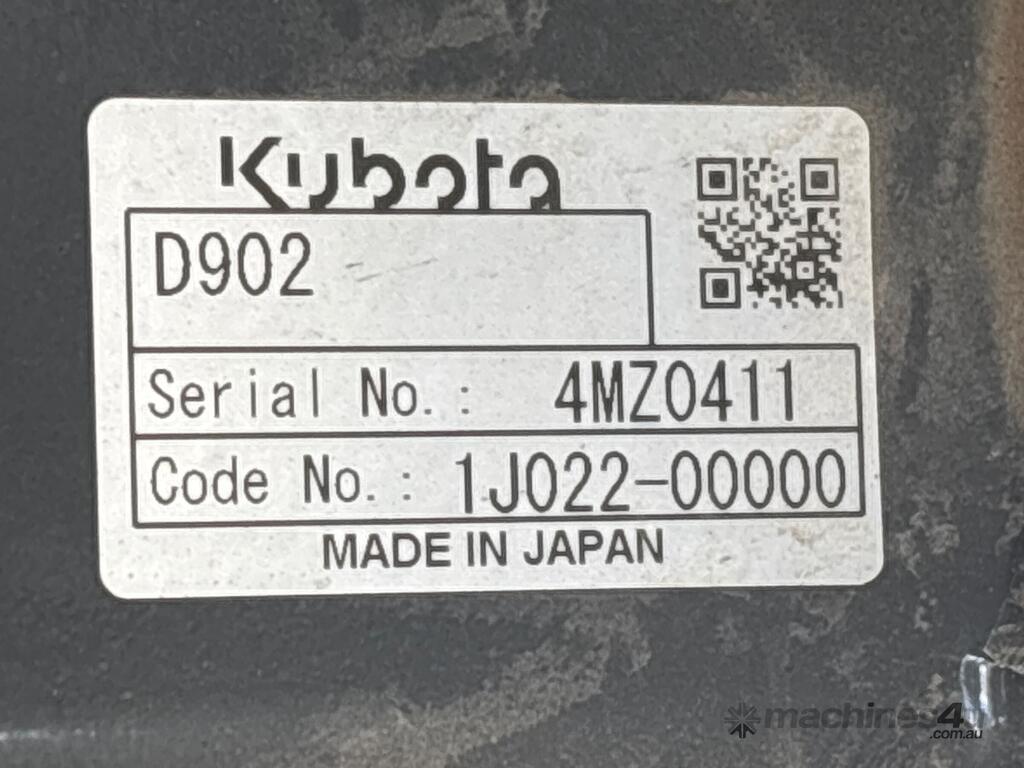 Kubota
D902
Serial No.: 4MZ0411
Code No.: 1J022-00000
MADE IN JAPAN
machines4u
.com.au